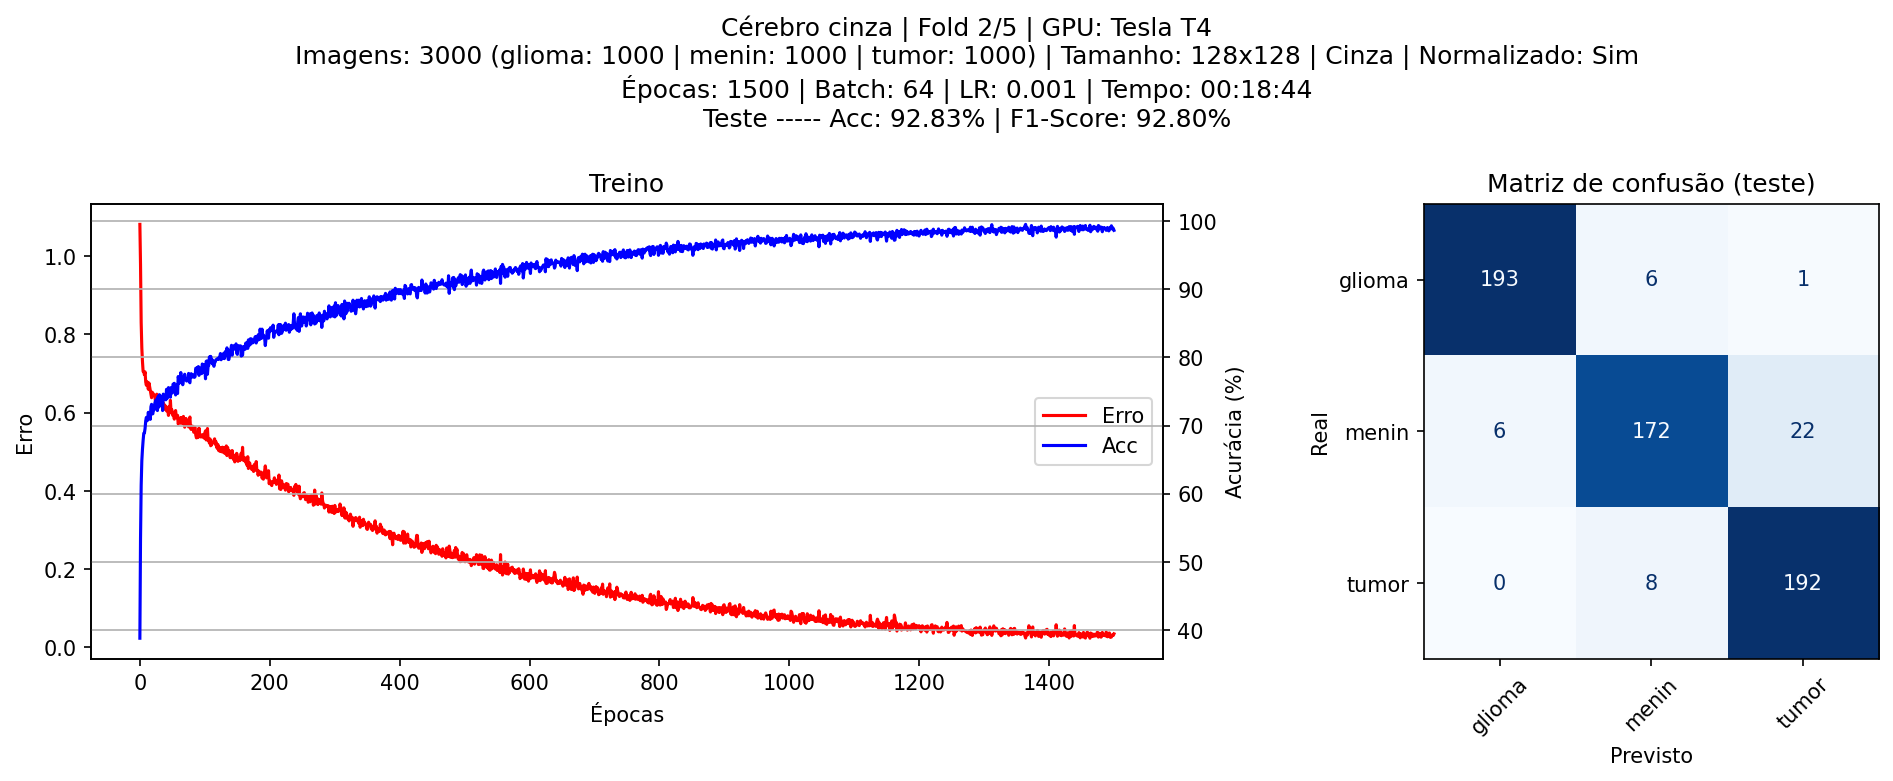 Cérebro cinza | Fold 2/5 | GPU: Tesla T4
Imagens: 3000 (glioma: 1000 | menin: 1000 | tumor: 1000) | Tamanho: 128x128 | Cinza | Normalizado: Sim
Épocas: 1500 | Batch: 64 | LR: 0.001 | Tempo: 00:18:44
Teste ----- Acc: 92.83% | F1-Score: 92.80%
Treino
Erro
1.0
0.8
0.6
0.4
0.2
0.0
0 200 400 600 800 1000 1200 1400
Épocas
100
90
80
70
60
50
40
Acurácia (%)
Erro
Acc
Matriz de confusão (teste)
Real
glioma 193 6 1
menin 6 172 22
tumor 0 8 192
glioma menin tumor
Previsto